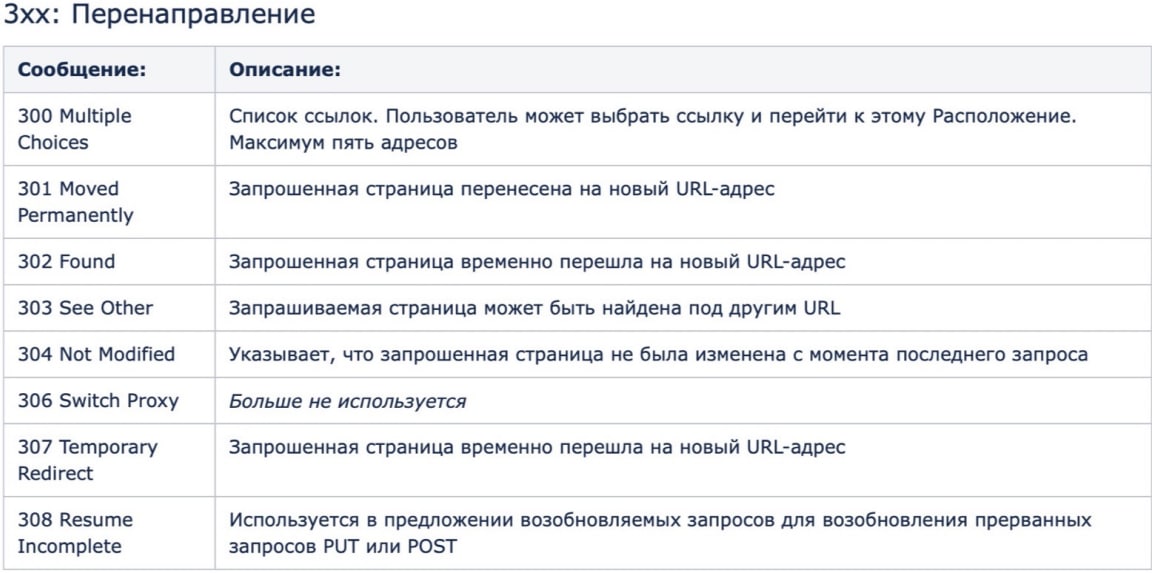 3xx: Перенаправление
Сообщение: Описание:
300 Multiple Choices
Список ссылок. Пользователь может выбрать ссылку и перейти к этому Расположение.
Максимум пять адресов
301 Moved Permanently
Запрошенная страница перенесена на новый URL-адрес
302 Found
Запрошенная страница временно перешла на новый URL-адрес
303 See Other
Запрашиваемая страница может быть найдена под другим URL
304 Not Modified
Указывает, что запрошенная страница не была изменена с момента последнего запроса
306 Switch Proxy
Больше не используется
307 Temporary Redirect
Запрошенная страница временно перешла на новый URL-адрес
308 Resume Incomplete
Используется в предложении возобновляемых запросов для возобновления прерванных
запросов PUT или POST